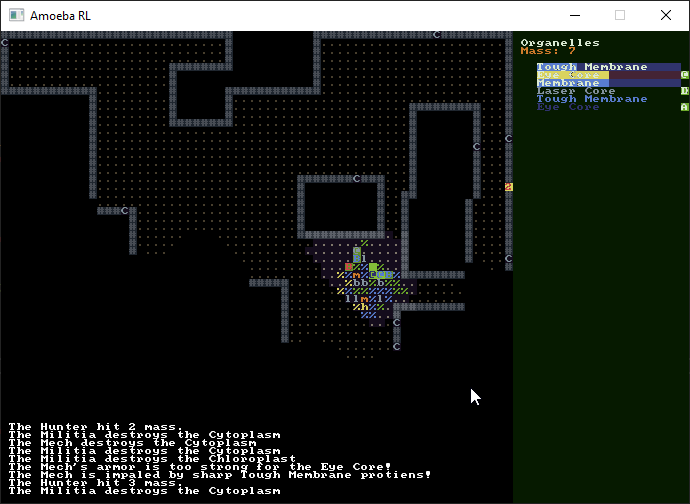 Amoeba RL
Organelles
Mass: 7
Tough Membrane
Eye Core
Membrane
Laser Core
Tough Membrane
Eye Core
The Hunter hit 2 mass.
The Militia destroys the Cytoplasm
The Mech destroys the Cytoplasm
The Militia destroys the Cytoplasm
The Militia destroys the Chloroplast
The Mech's armor is too strong for the Eye Core!
The Mech is impaled by sharp Tough Membrane protiens!
The Hunter hit 3 mass.
The Militia destroys the Cytoplasm